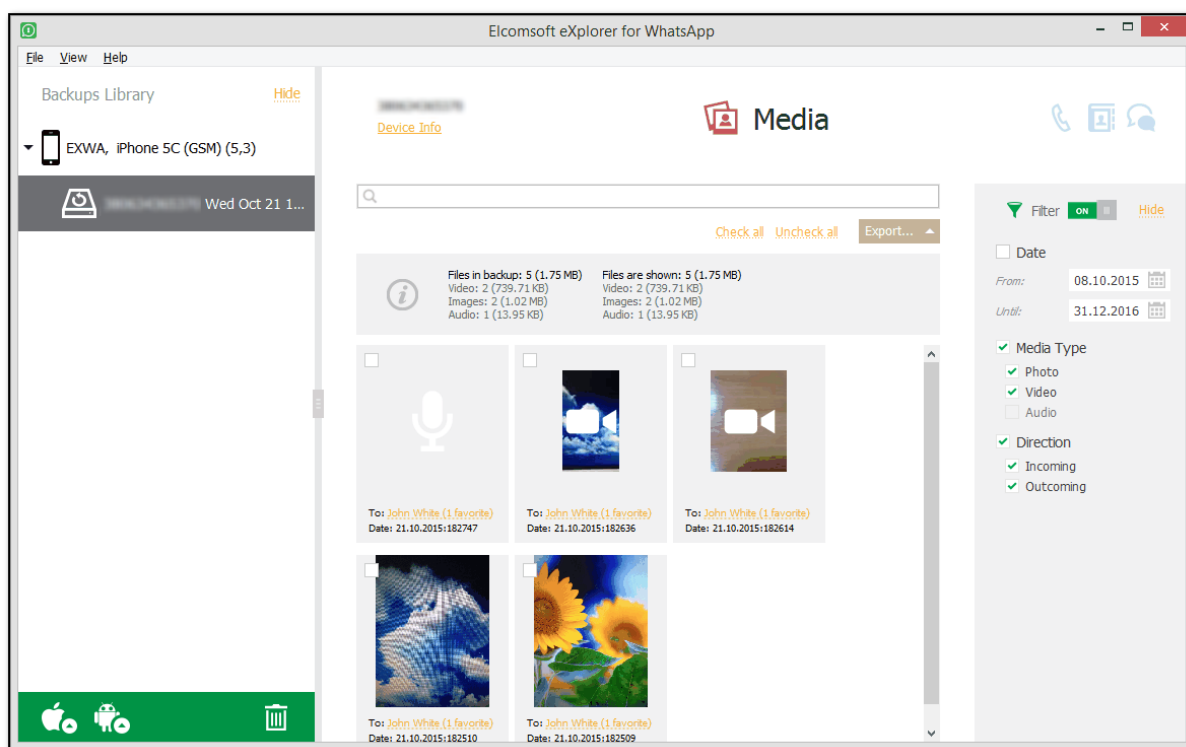 Elcomsoft eXplorer for WhatsApp
File View Help
Backups Library Hide
EXWA, iPhone 5C (GSM) (5,3)
Wed Oct 21 1...
Device Info
Media
Check all Uncheck all Export...
Files in backup: 5 (1.75 MB)
Video: 2 (739.71 KB)
Images: 2 (1.02 MB)
Audio: 1 (13.95 KB)
Files are shown: 5 (1.75 MB)
Video: 2 (739.71 KB)
Images: 2 (1.02 MB)
Audio: 1 (13.95 KB)
To: John White (1 favorite)
Date: 21.10.2015:182747
To: John White (1 favorite)
Date: 21.10.2015:182636
To: John White (1 favorite)
Date: 21.10.2015:182614
To: John White (1 favorite)
Date: 21.10.2015:182510
To: John White (1 favorite)
Date: 21.10.2015:182509
Filter ON Hide
Date
From: 08.10.2015
Until: 31.12.2016
Media Type
Photo
Video
Audio
Direction
Incoming
Outcoming